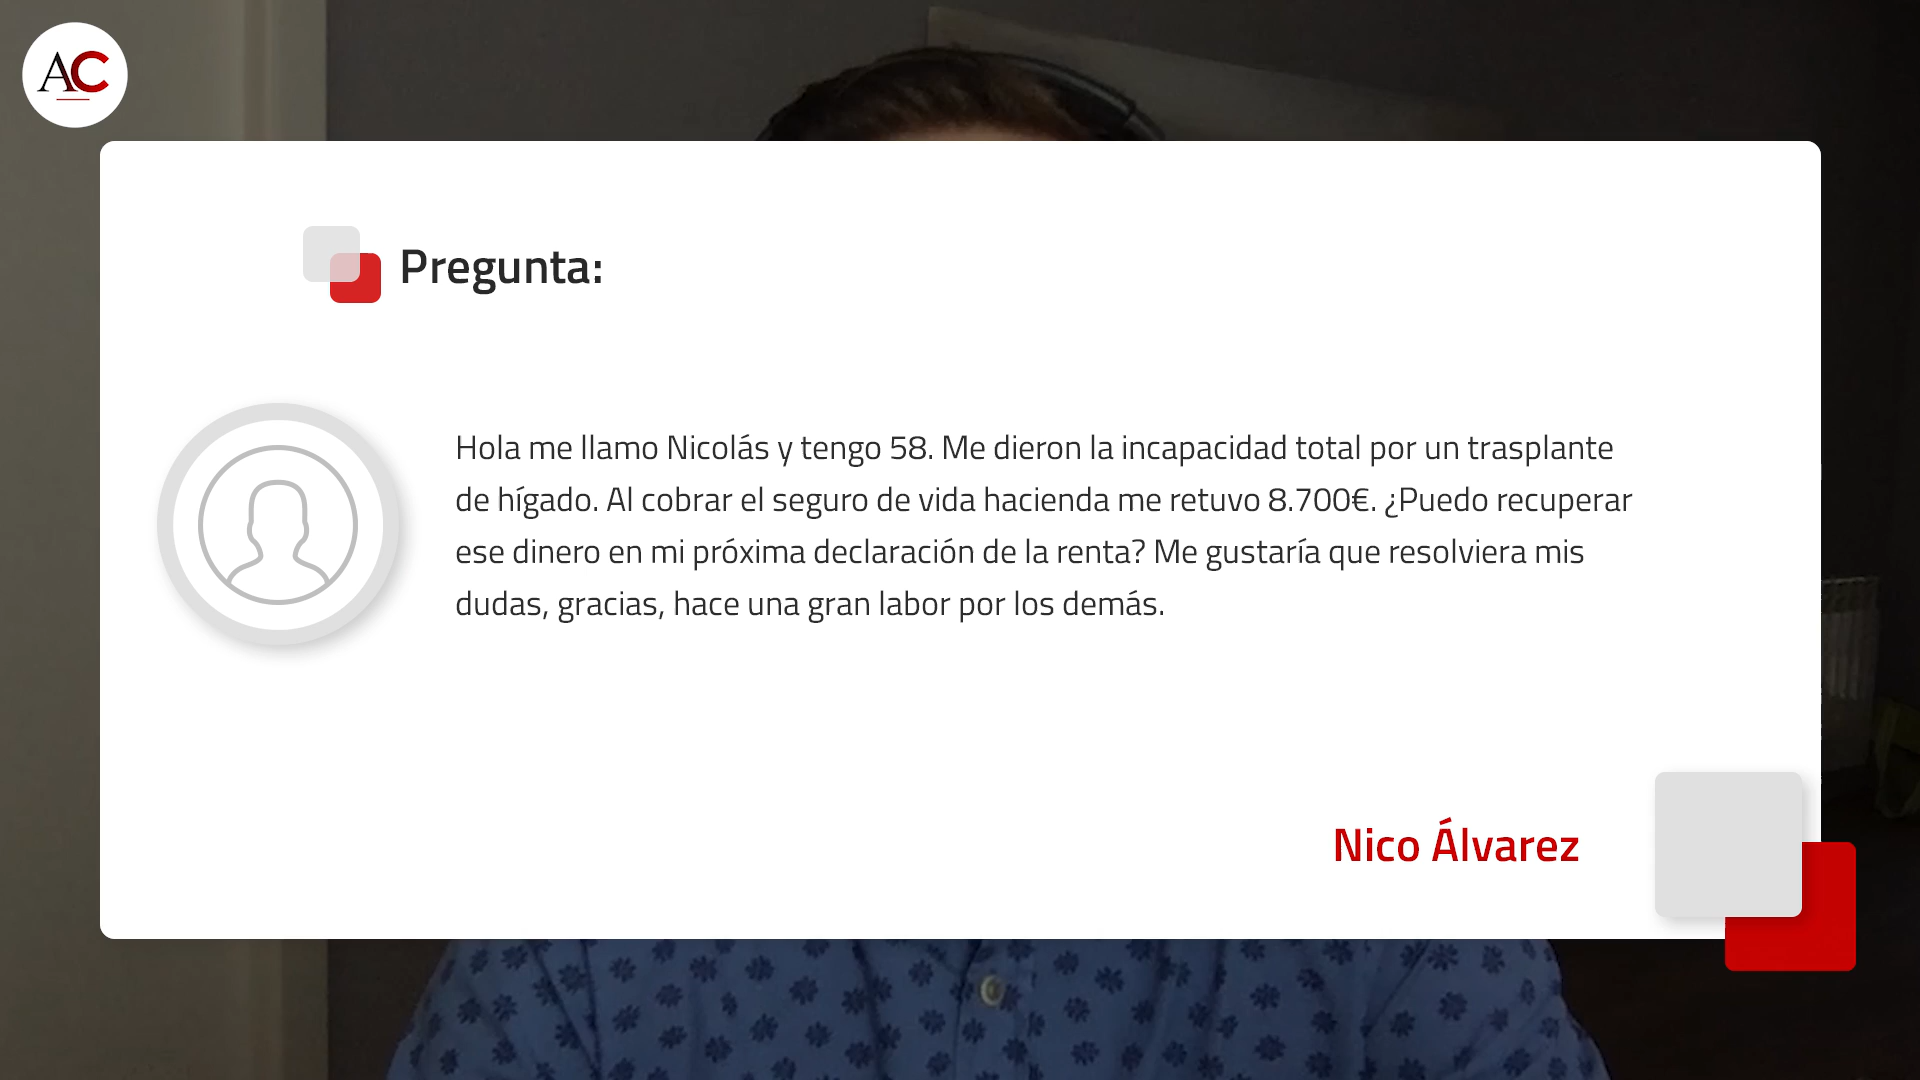 AC
Pregunta:
Hola me llamo Nicolás y tengo 58. Me dieron la incapacidad total por un trasplante
de hígado. Al cobrar el seguro de vida hacienda me retuvo 8.700€. ¿Puedo recuperar
ese dinero en mi próxima declaración de la renta? Me gustaría que resolviera mis
dudas, gracias, hace una gran labor por los demás.
Nico Álvarez